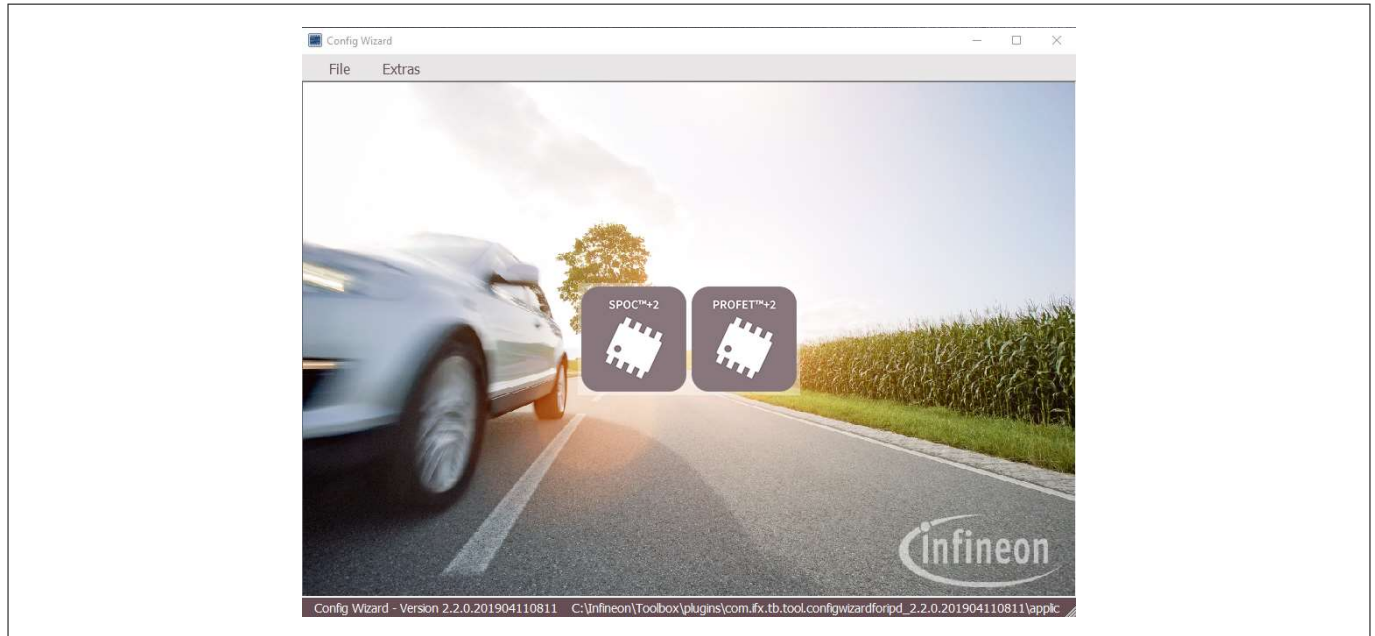 Config Wizard
File Extras
SPOC™+2 PROFET™+2
infineon
Config Wizard - Version 2.2.0.201904110811 C:\Infineon\Toolbox\plugins\com.ifx.tb.tool.configwizardforipd_2.2.0.201904110811\applic